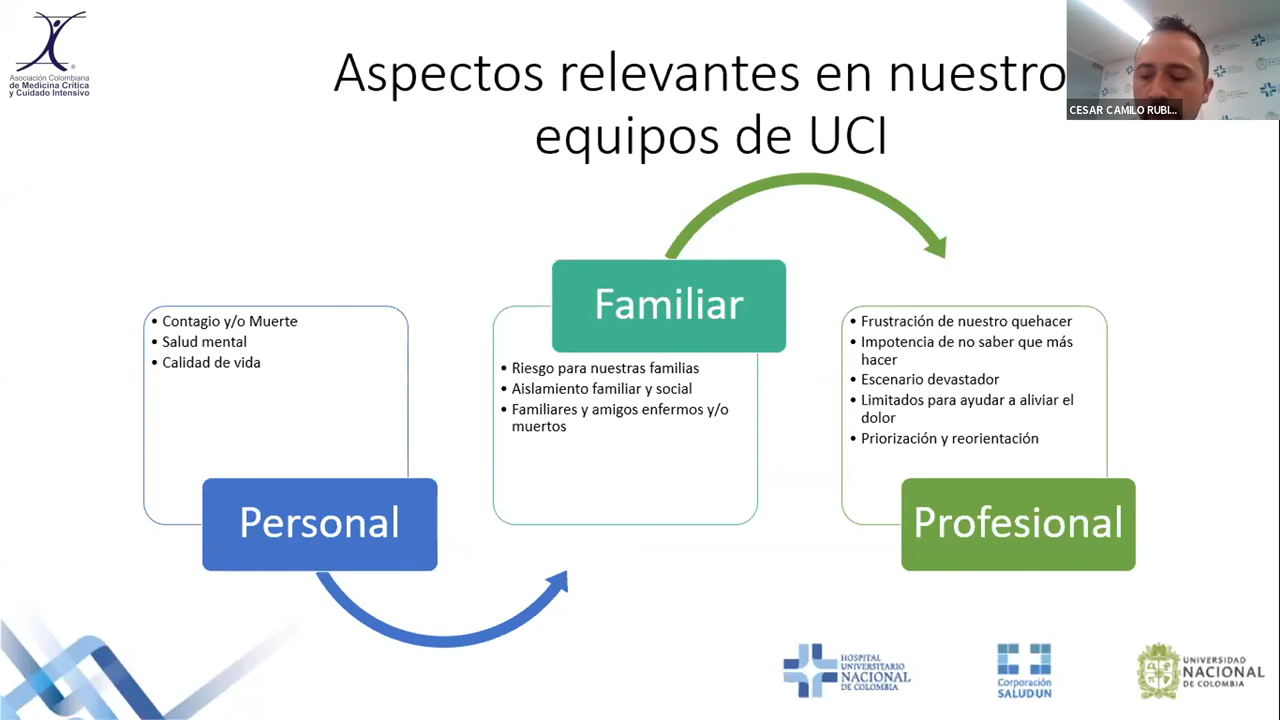 Asociación Colombiana
de Medicina Crítica
y Cuidado Intensivo
Aspectos relevantes en nuestro
equipos de UCI
CESAR CAMILO RUBI...
• Contagio y/o Muerte
• Salud mental
• Calidad de vida
Personal
Familiar
• Riesgo para nuestras familias
• Aislamiento familiar y social
• Familiares y amigos enfermos y/o
muertos
• Frustración de nuestro quehacer
• Impotencia de no saber que más
hacer
• Escenario devastador
• Limitados para ayudar a aliviar el
dolor
• Priorización y reorientación
Profesional
HOSPITAL
UNIVERSITARIO
NACIONAL
DE COLOMBIA
Corporación
SALUD UN
UNIVERSIDAD
NACIONAL
DE COLOMBIA